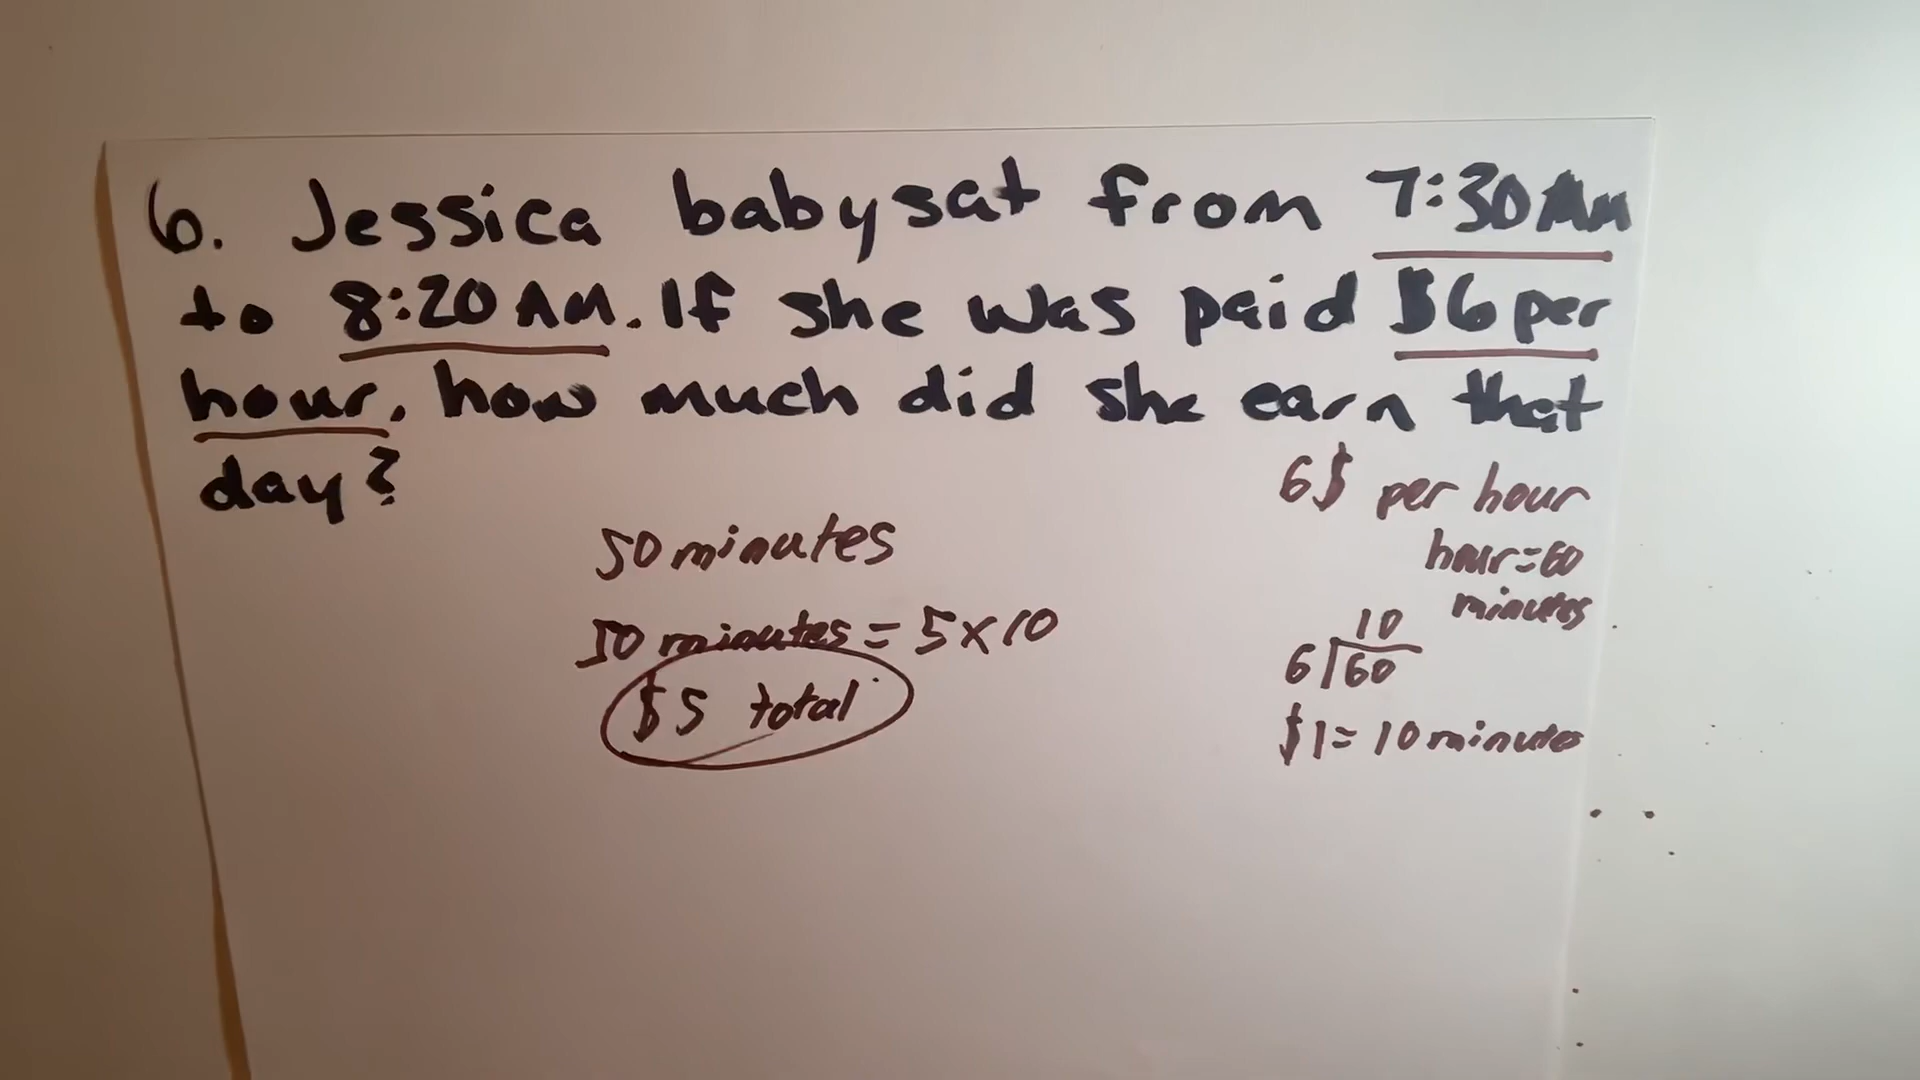 6. Jessica babysat from 7:30 AM
to 8:20 AM. If she was paid $6 per
hour, how much did she earn that
day?
6$ per hour
hour=60
minutes
50 minutes
50 minutes = 5x10
$5 total
10
6)60
$1= 10 minutes